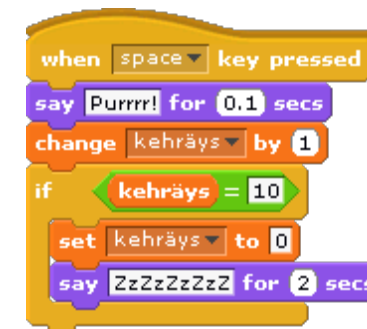 when space key pressed
say Purrrr! for 0.1 secs
change kehräys by 1
if kehräys = 10
set kehräys to 0
say ZzZzZzZzZ for 2 secs